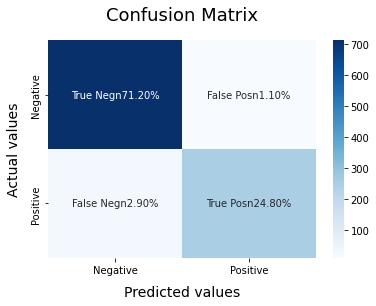 Confusion Matrix
700
600
500
400
300
200
100
Actual values
Negative
Positive
True Negn71.20%
False Posn1.10%
False Negn2.90%
True Posn24.80%
Negative
Positive
Predicted values